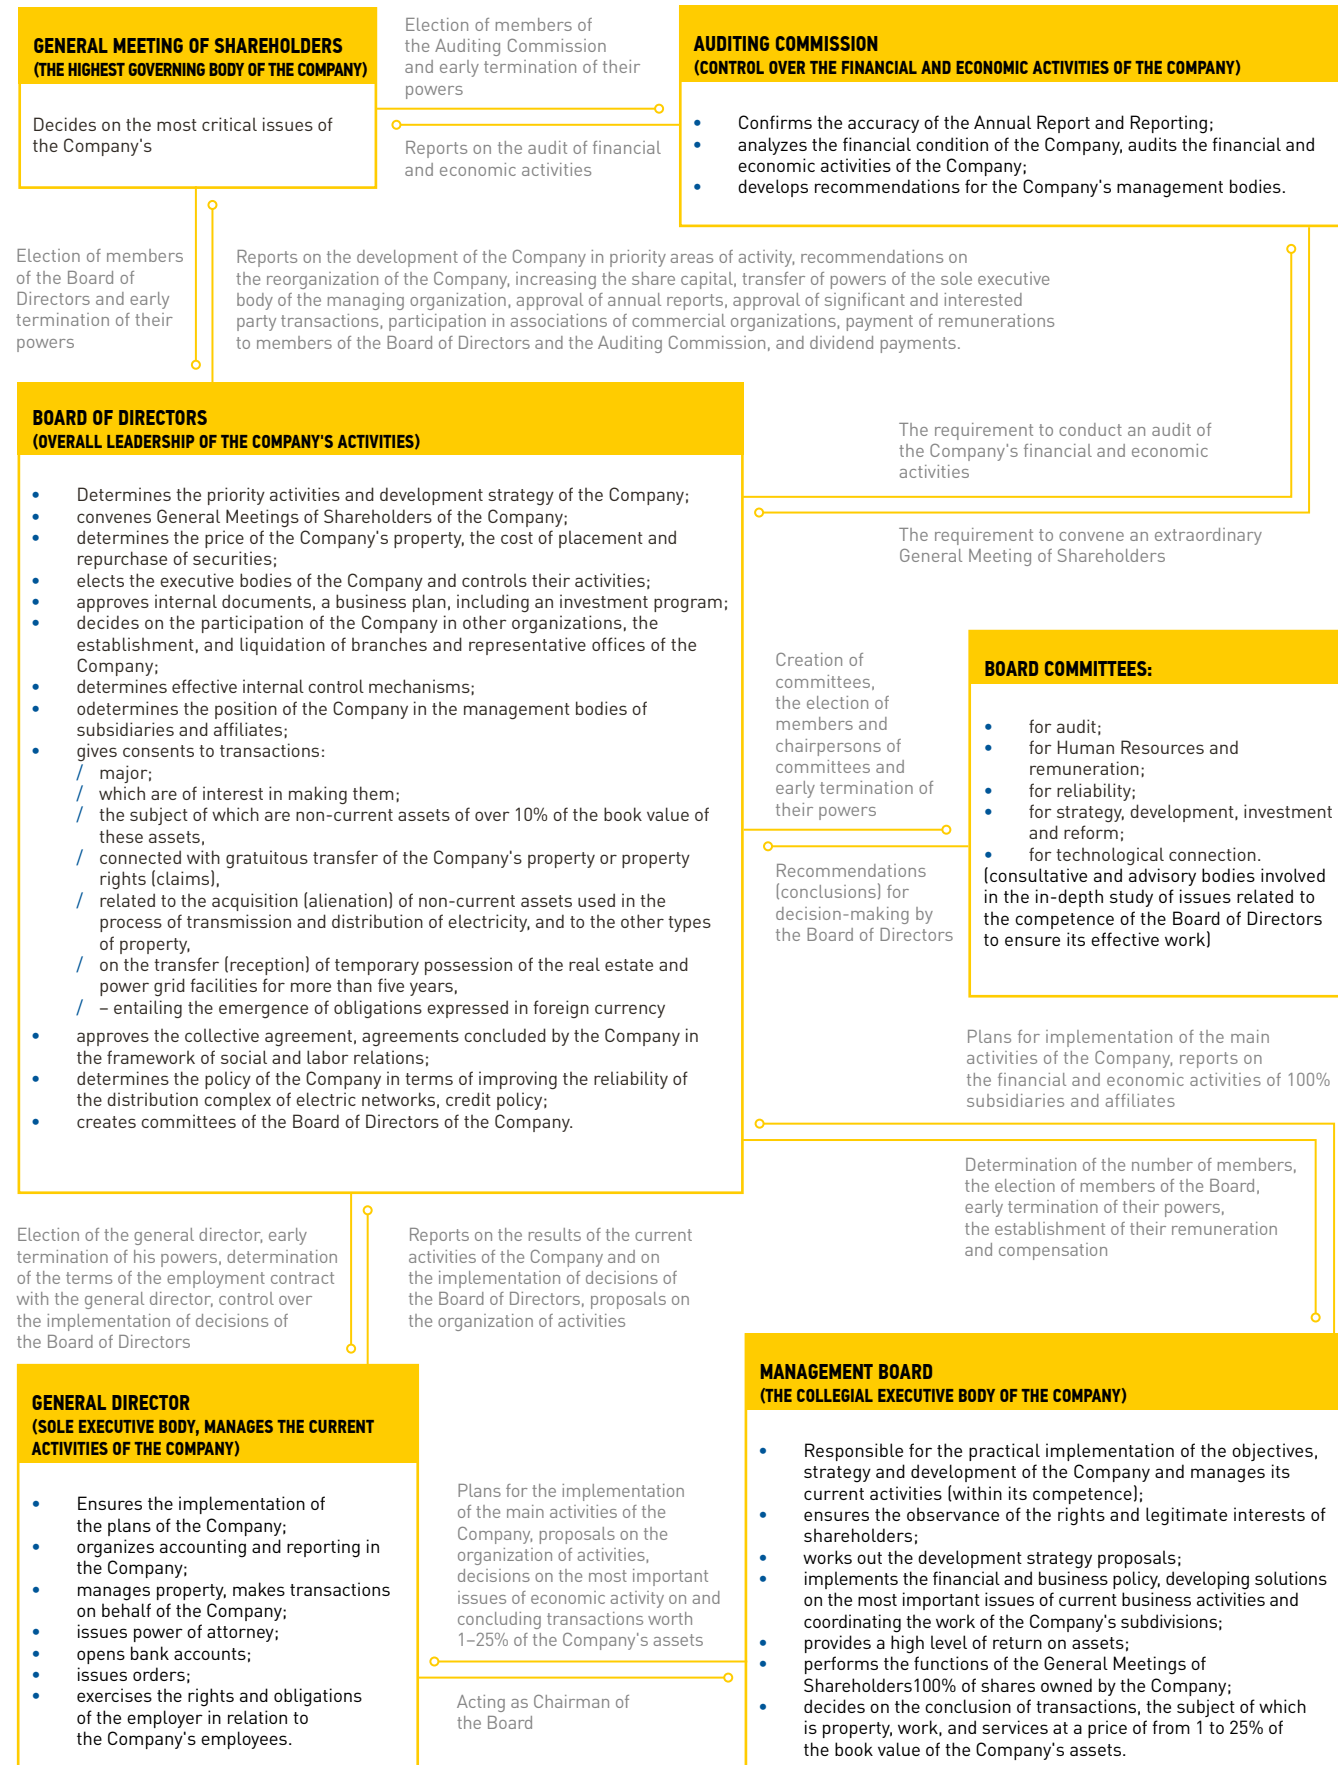 GENERAL MEETING OF SHAREHOLDERS
(THE HIGHEST GOVERNING BODY OF THE COMPANY)
Decides on the most critical issues of
the Company's
Election of members of
the Auditing Commission
and early termination of their
powers
Reports on the audit of financial
and economic activities
AUDITING COMMISSION
(CONTROL OVER THE FINANCIAL AND ECONOMIC ACTIVITIES OF THE COMPANY)
• Confirms the accuracy of the Annual Report and Reporting;
• analyzes the financial condition of the Company, audits the financial and
economic activities of the Company;
• develops recommendations for the Company's management bodies.
Election of members
of the Board of
Directors and early
termination of their
powers
Reports on the development of the Company in priority areas of activity, recommendations on
the reorganization of the Company, increasing the share capital, transfer of powers of the sole executive
body of the managing organization, approval of annual reports, approval of significant and interested
party transactions, participation in associations of commercial organizations, payment of remunerations
to members of the Board of Directors and the Auditing Commission, and dividend payments.
BOARD OF DIRECTORS
(OVERALL LEADERSHIP OF THE COMPANY'S ACTIVITIES)
• Determines the priority activities and development strategy of the Company;
• convenes General Meetings of Shareholders of the Company;
• determines the price of the Company's property, the cost of placement and
repurchase of securities;
• elects the executive bodies of the Company and controls their activities;
• approves internal documents, a business plan, including an investment program;
• decides on the participation of the Company in other organizations, the
establishment, and liquidation of branches and representative offices of the
Company;
• determines effective internal control mechanisms;
• odetermines the position of the Company in the management bodies of
subsidiaries and affiliates;
• gives consents to transactions:
/ major;
/ which are of interest in making them;
/ the subject of which are non-current assets of over 10% of the book value of
these assets,
/ connected with gratuitous transfer of the Company's property or property
rights (claims),
/ related to the acquisition (alienation) of non-current assets used in the
process of transmission and distribution of electricity, and to the other types
of property,
/ on the transfer (reception) of temporary possession of the real estate and
power grid facilities for more than five years,
/ – entailing the emergence of obligations expressed in foreign currency
• approves the collective agreement, agreements concluded by the Company in
the framework of social and labor relations;
• determines the policy of the Company in terms of improving the reliability of
the distribution complex of electric networks, credit policy;
• creates committees of the Board of Directors of the Company.
The requirement to conduct an audit of
the Company's financial and economic
activities
The requirement to convene an extraordinary
General Meeting of Shareholders
Creation of
committees,
the election of
members and
chairpersons of
committees and
early termination of
their powers
Recommendations
(conclusions) for
decision-making by
the Board of Directors
BOARD COMMITTEES:
• for audit;
• for Human Resources and
remuneration;
• for reliability;
• for strategy, development, investment
and reform;
• for technological connection.
(consultative and advisory bodies involved
in the in-depth study of issues related to
the competence of the Board of Directors
to ensure its effective work)
Plans for implementation of the main
activities of the Company, reports on
the financial and economic activities of 100%
subsidiaries and affiliates
Determination of the number of members,
the election of members of the Board,
early termination of their powers,
the establishment of their remuneration
and compensation
Election of the general director, early
termination of his powers, determination
of the terms of the employment contract
with the general director, control over
the implementation of decisions of
the Board of Directors
Reports on the results of the current
activities of the Company and on
the implementation of decisions of
the Board of Directors, proposals on
the organization of activities
GENERAL DIRECTOR
(SOLE EXECUTIVE BODY, MANAGES THE CURRENT
ACTIVITIES OF THE COMPANY)
• Ensures the implementation of
the plans of the Company;
• organizes accounting and reporting in
the Company;
• manages property, makes transactions
on behalf of the Company;
• issues power of attorney;
• opens bank accounts;
• issues orders;
• exercises the rights and obligations
of the employer in relation to
the Company's employees.
Plans for the implementation
of the main activities of the
Company, proposals on the
organization of activities,
decisions on the most important
issues of economic activity on and
concluding transactions worth
1–25% of the Company's assets
Acting as Chairman of
the Board
MANAGEMENT BOARD
(THE COLLEGIAL EXECUTIVE BODY OF THE COMPANY)
• Responsible for the practical implementation of the objectives,
strategy and development of the Company and manages its
current activities (within its competence);
• ensures the observance of the rights and legitimate interests of
shareholders;
• works out the development strategy proposals;
• implements the financial and business policy, developing solutions
on the most important issues of current business activities and
coordinating the work of the Company's subdivisions;
• provides a high level of return on assets;
• performs the functions of the General Meetings of
Shareholders100% of shares owned by the Company;
• decides on the conclusion of transactions, the subject of which
is property, work, and services at a price of from 1 to 25% of
the book value of the Company's assets.